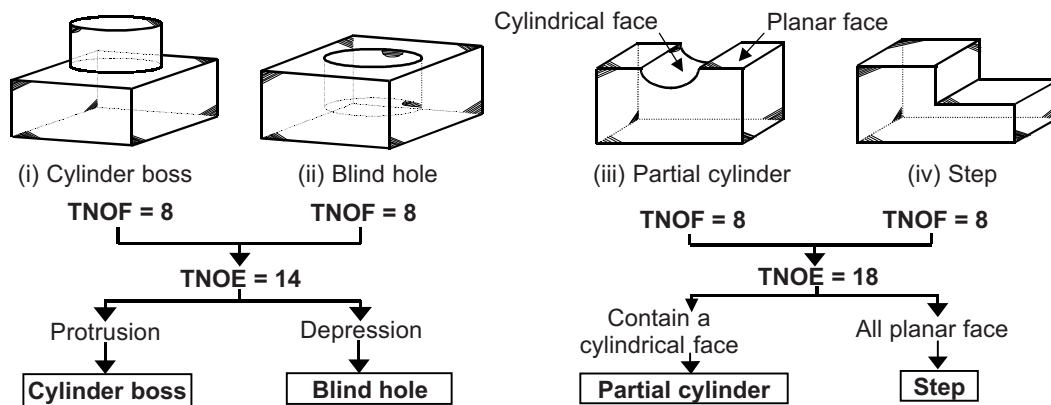 Cylindrical face
Planar face
(i) Cylinder boss
(ii) Blind hole
(iii) Partial cylinder
(iv) Step
TNOF = 8
TNOF = 8
TNOF = 8
TNOF = 8
TNOE = 14
TNOE = 18
Protrusion
Depression
Contain a
cylindrical face
All planar face
Cylinder boss
Blind hole
Partial cylinder
Step